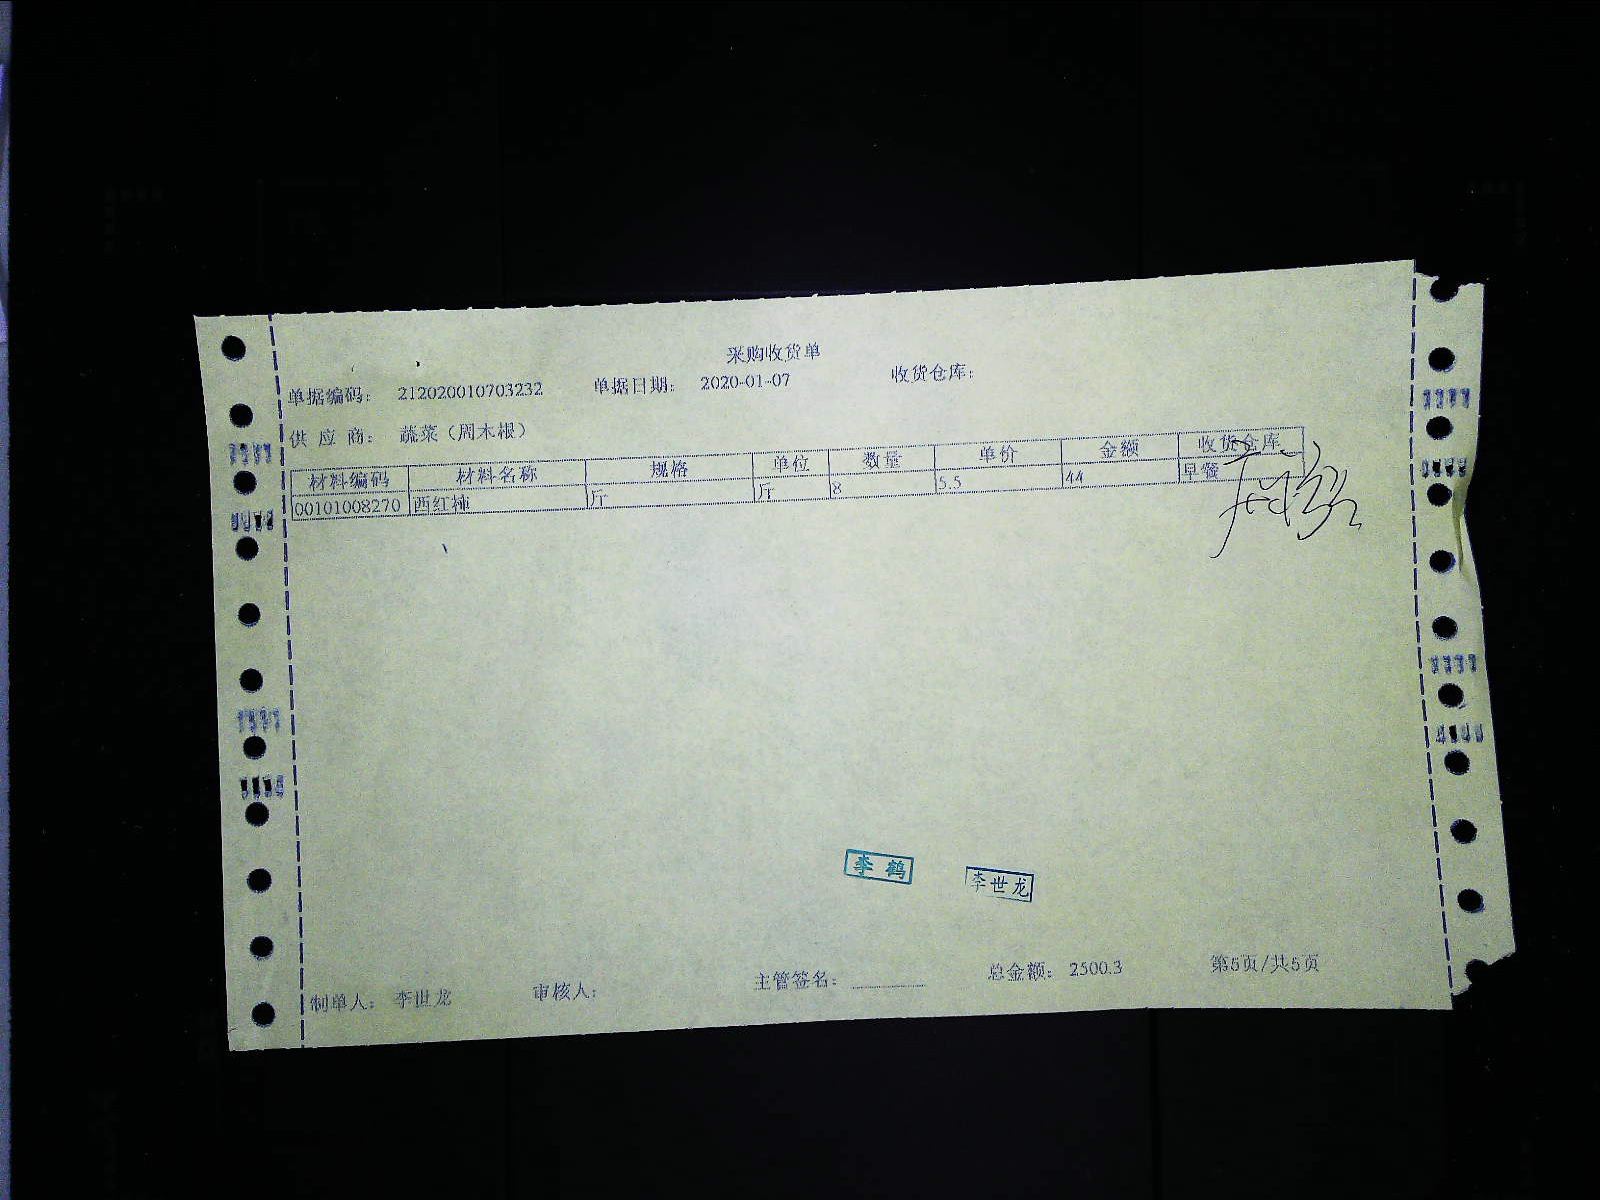 采购收货单
单据编码： 212020010703232 单据日期： 2020-01-07 收货仓库：
供 应 商： 蔬菜（周木根）
材料编码 材料名称 规格 单位 数量 单价 金额 收货仓库
00101008270 西红柿 斤 斤 8 5.5 44 早餐
李鹤 李世龙
制单人： 李世龙 审核人： 主管签名： 总金额： 2500.3 第5页/共5页